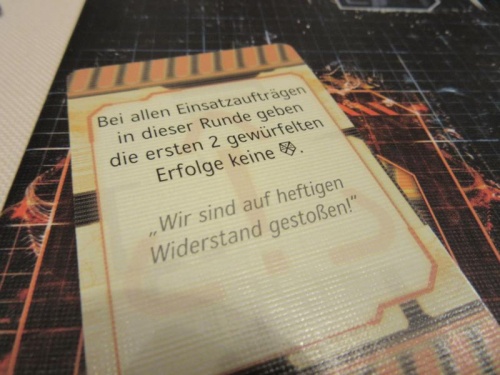 Bei allen Einsatzaufträgen
in dieser Runde geben
die ersten 2 gewürfelten
Erfolge keine .
„Wir sind auf heftigen
Widerstand gestoßen!“